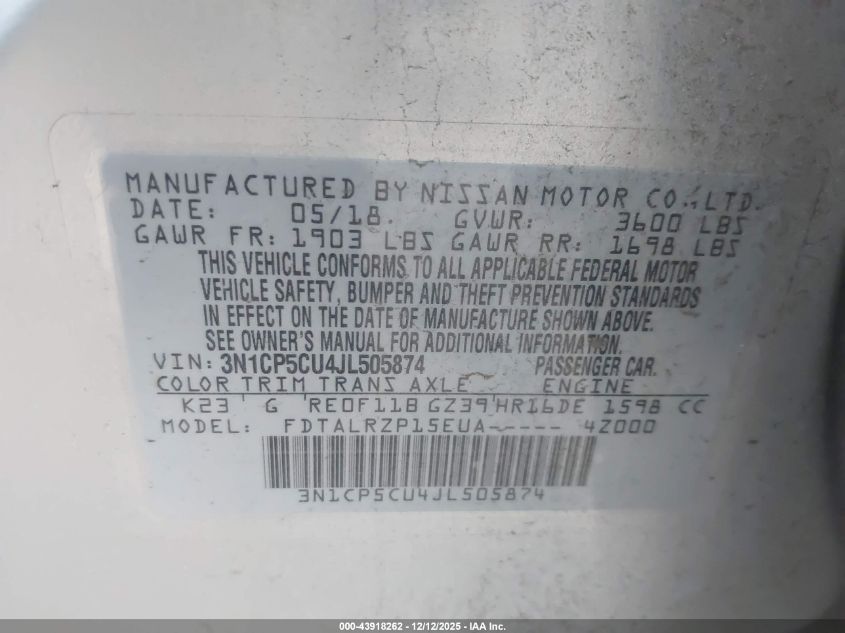 MANUFACTURED BY NISSAN MOTOR CO., LTD.
DATE: 05/18. GVWR: 3600 LBS
GAWR FR: 1903 LBS GAWR RR: 1698 LBS
THIS VEHICLE CONFORMS TO ALL APPLICABLE FEDERAL MOTOR
VEHICLE SAFETY, BUMPER AND THEFT PREVENTION STANDARDS
IN EFFECT ON THE DATE OF MANUFACTURE SHOWN ABOVE.
SEE OWNER'S MANUAL FOR ADDITIONAL INFORMATION.
VIN: 3N1CP5CU4JL505874 PASSENGER CAR.
COLOR TRIM TRANS AXLE ENGINE
K23 G RE0F11B GZ39 HR16DE 1598 CC
MODEL: FDTALRZP15EUA------ 4Z000
3N1CP5CU4JL505874
000-43918262 - 12/12/2025 - IAA Inc.